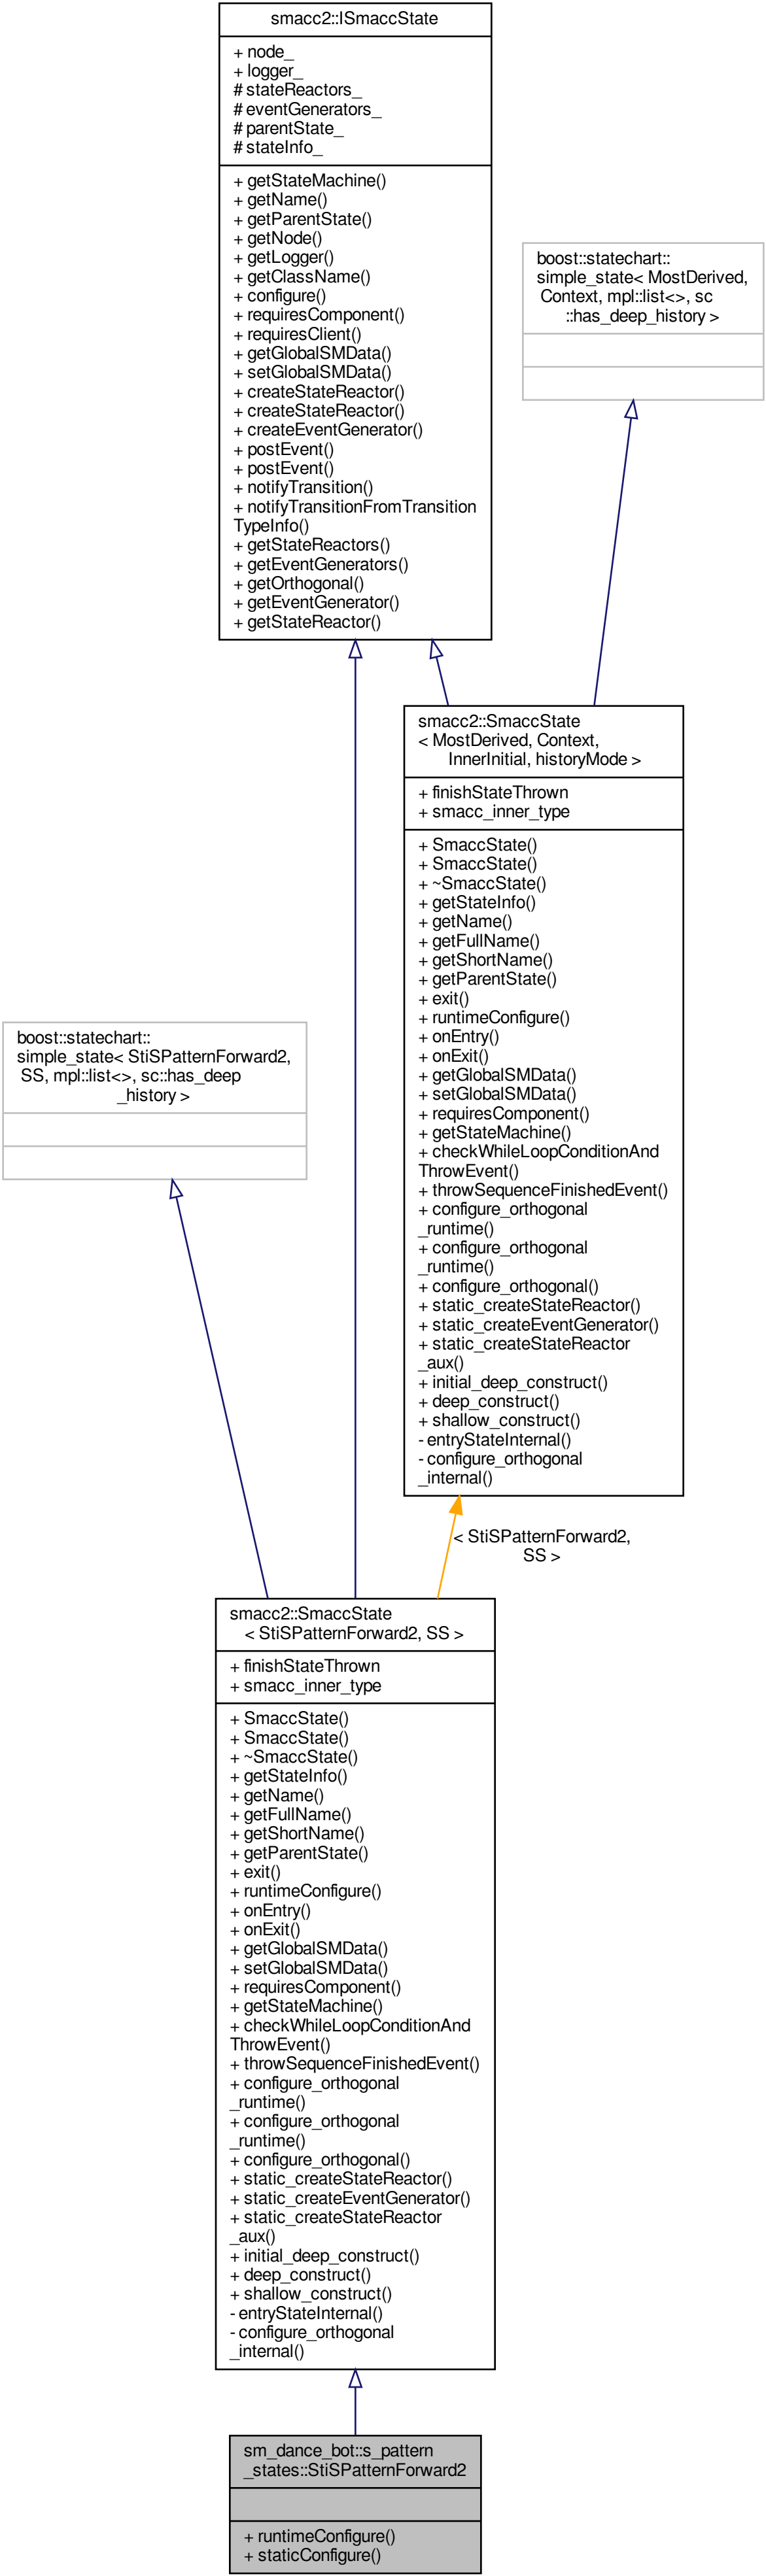 smacc2::ISmaccState
+ node_
+ logger_
# stateReactors_
# eventGenerators_
# parentState_
# stateInfo_
+ getStateMachine()
+ getName()
+ getParentState()
+ getNode()
+ getLogger()
+ getClassName()
+ configure()
+ requiresComponent()
+ requiresClient()
+ getGlobalSMData()
+ setGlobalSMData()
+ createStateReactor()
+ createStateReactor()
+ createEventGenerator()
+ postEvent()
+ postEvent()
+ notifyTransition()
+ notifyTransitionFromTransition
TypeInfo()
+ getStateReactors()
+ getEventGenerators()
+ getOrthogonal()
+ getEventGenerator()
+ getStateReactor()
boost::statechart::
simple_state< MostDerived,
Context, mpl::list<>, sc
::has_deep_history >
smacc2::SmaccState
< MostDerived, Context,
InnerInitial, historyMode >
+ finishStateThrown
+ smacc_inner_type
+ SmaccState()
+ SmaccState()
+ ~SmaccState()
+ getStateInfo()
+ getName()
+ getFullName()
+ getShortName()
+ getParentState()
+ exit()
+ runtimeConfigure()
+ onEntry()
+ onExit()
+ getGlobalSMData()
+ setGlobalSMData()
+ requiresComponent()
+ getStateMachine()
+ checkWhileLoopConditionAnd
ThrowEvent()
+ throwSequenceFinishedEvent()
+ configure_orthogonal
_runtime()
+ configure_orthogonal
_runtime()
+ configure_orthogonal()
+ static_createStateReactor()
+ static_createEventGenerator()
+ static_createStateReactor
_aux()
+ initial_deep_construct()
+ deep_construct()
+ shallow_construct()
- entryStateInternal()
- configure_orthogonal
_internal()
boost::statechart::
simple_state< StiSPatternForward2,
SS, mpl::list<>, sc::has_deep
_history >
< StiSPatternForward2,
SS >
smacc2::SmaccState
< StiSPatternForward2, SS >
+ finishStateThrown
+ smacc_inner_type
+ SmaccState()
+ SmaccState()
+ ~SmaccState()
+ getStateInfo()
+ getName()
+ getFullName()
+ getShortName()
+ getParentState()
+ exit()
+ runtimeConfigure()
+ onEntry()
+ onExit()
+ getGlobalSMData()
+ setGlobalSMData()
+ requiresComponent()
+ getStateMachine()
+ checkWhileLoopConditionAnd
ThrowEvent()
+ throwSequenceFinishedEvent()
+ configure_orthogonal
_runtime()
+ configure_orthogonal
_runtime()
+ configure_orthogonal()
+ static_createStateReactor()
+ static_createEventGenerator()
+ static_createStateReactor
_aux()
+ initial_deep_construct()
+ deep_construct()
+ shallow_construct()
- entryStateInternal()
- configure_orthogonal
_internal()
sm_dance_bot::s_pattern
_states::StiSPatternForward2
+ runtimeConfigure()
+ staticConfigure()